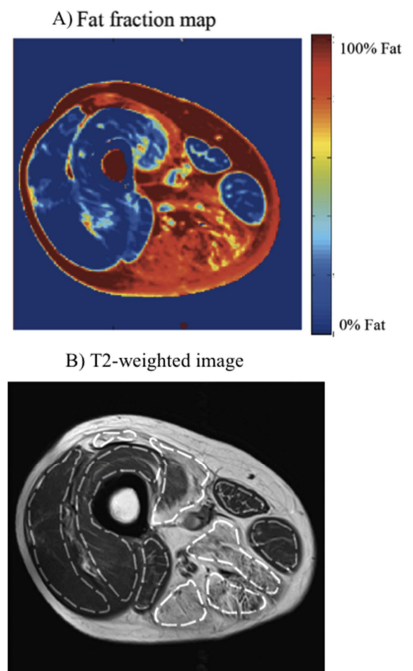 A) Fat fraction map
100% Fat
0% Fat
B) T2-weighted image